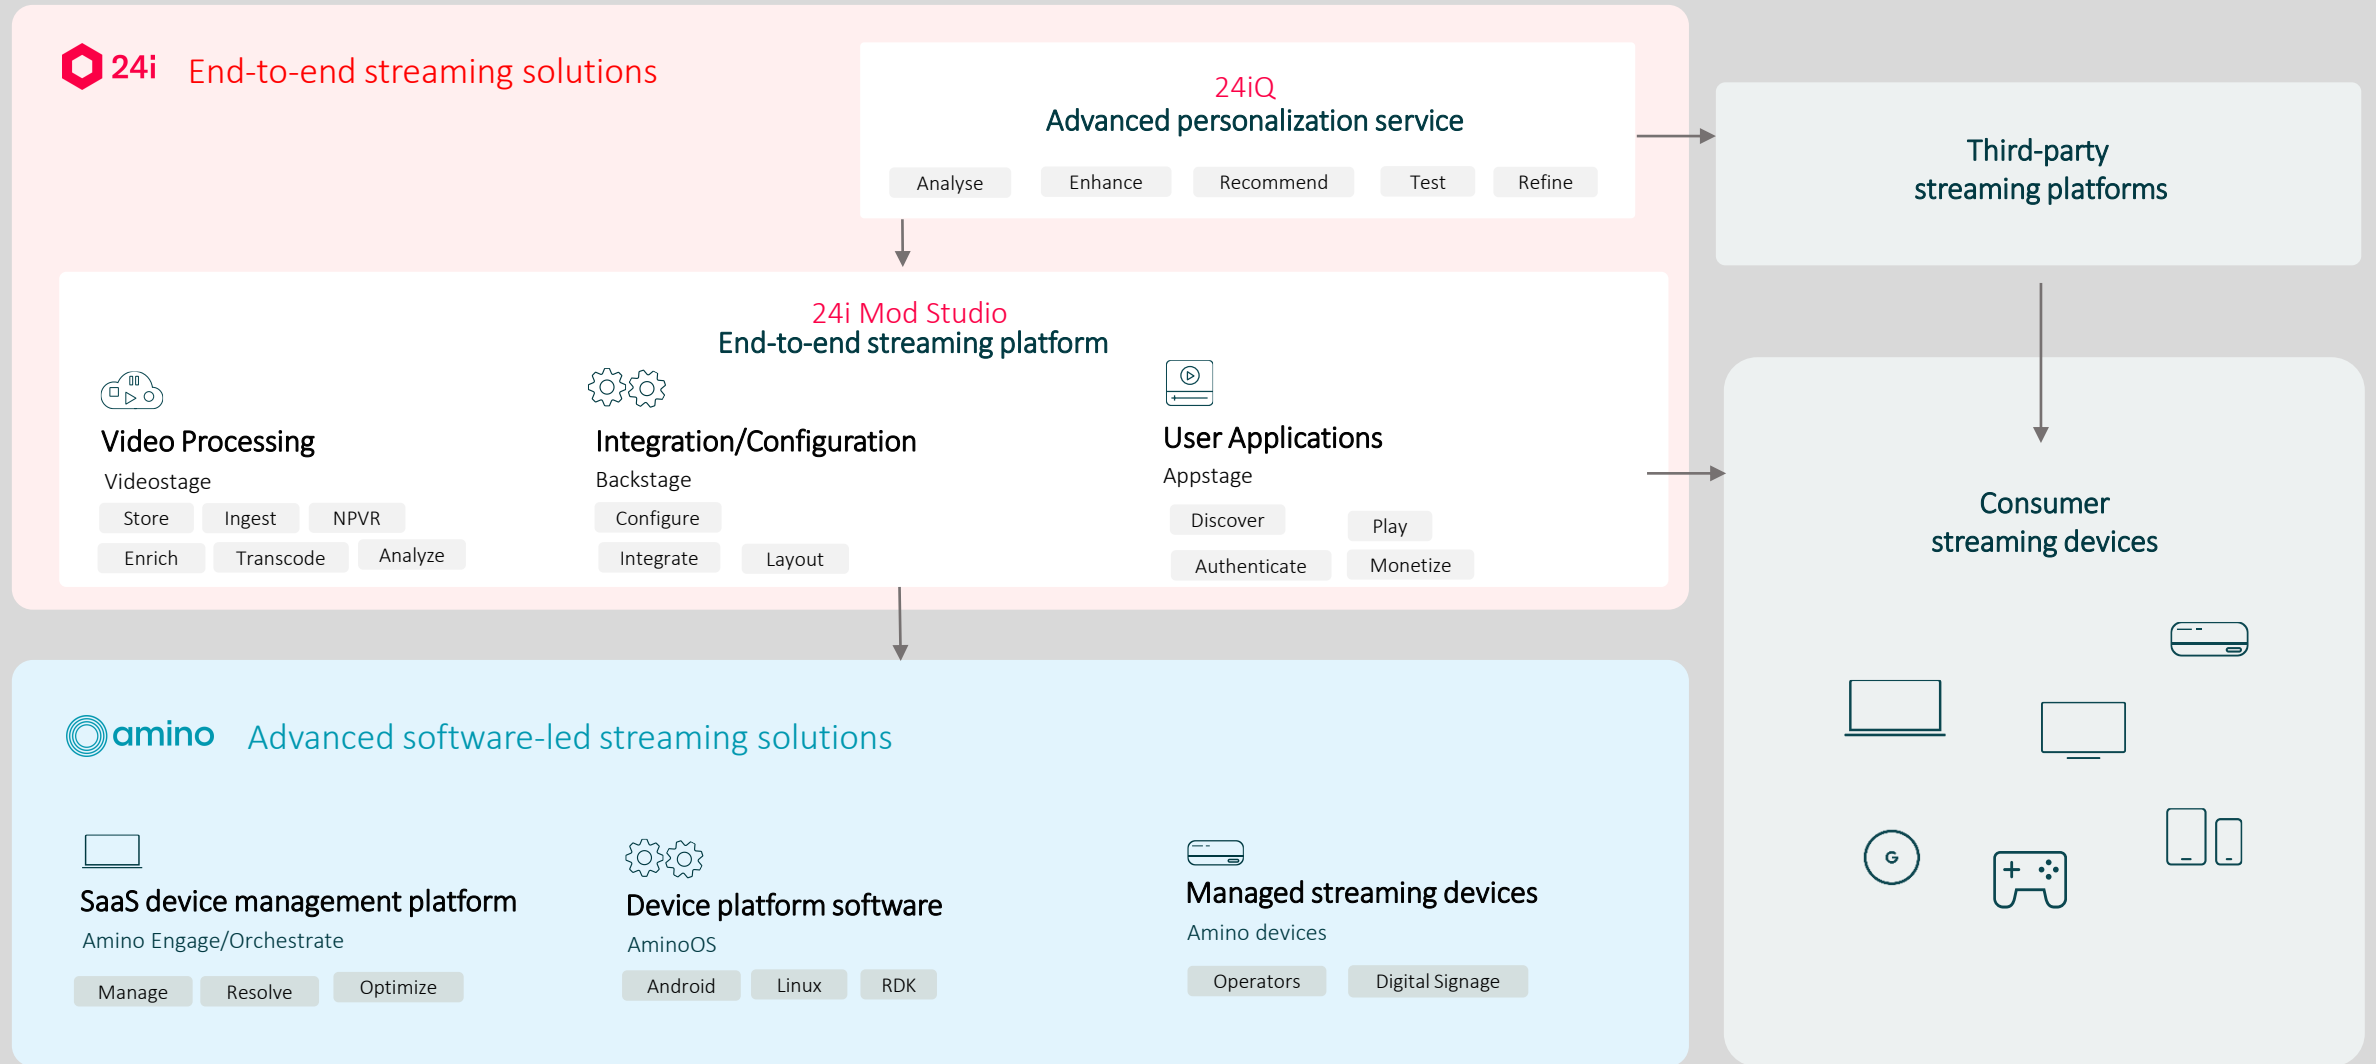 24i
End-to-end streaming solutions
24iQ
Advanced personalization service
Analyse
Enhance
Recommend
Test
Refine
Third-party
streaming platforms
24i Mod Studio
End-to-end streaming platform
Video Processing
Videostage
Store
Ingest
NPVR
Enrich
Transcode
Analyze
Integration/Configuration
Backstage
Configure
Integrate
Layout
User Applications
Appstage
Discover
Play
Authenticate
Monetize
Consumer
streaming devices
G
amino
Advanced software-led streaming solutions
SaaS device management platform
Amino Engage/Orchestrate
Manage
Resolve
Optimize
Device platform software
AminoOS
Android
Linux
RDK
Managed streaming devices
Amino devices
Operators
Digital Signage